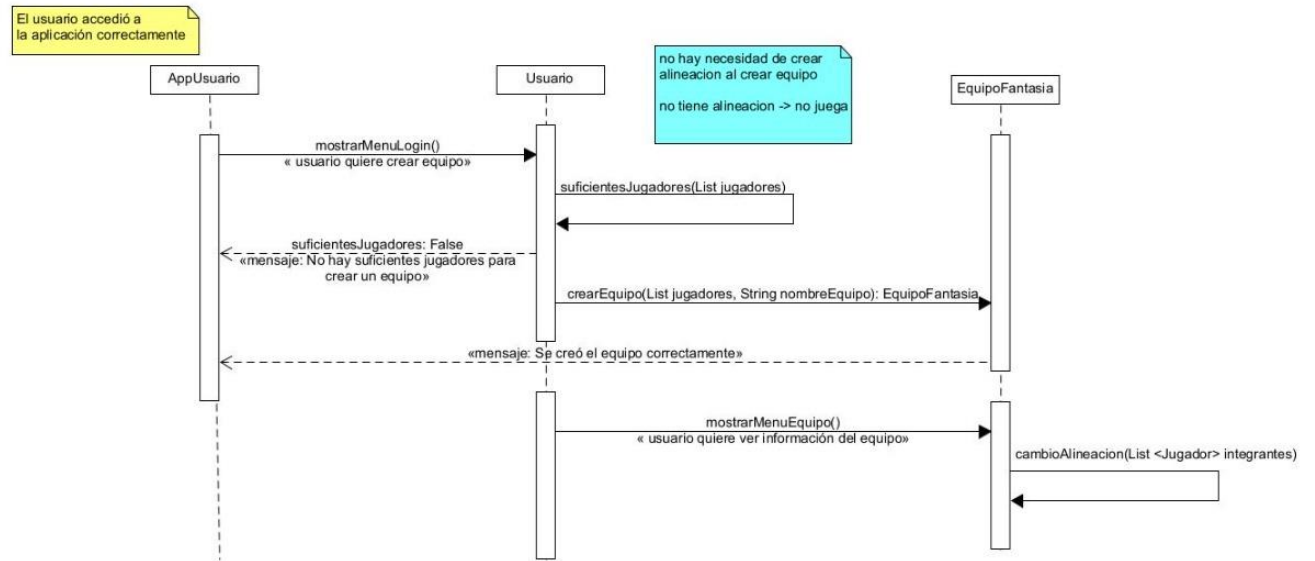 El usuario accedió a
la aplicación correctamente
no hay necesidad de crear
alineacion al crear equipo
no tiene alineacion -> no juega
AppUsuario
Usuario
EquipoFantasia
mostrarMenuLogin()
« usuario quiere crear equipo»
suficientesJugadores(List jugadores)
suficientesJugadores: False
«mensaje: No hay suficientes jugadores para
crear un equipo»
crearEquipo(List jugadores, String nombreEquipo): EquipoFantasia
«mensaje: Se creó el equipo correctamente»
mostrarMenuEquipo()
« usuario quiere ver información del equipo»
cambioAlineacion(List <Jugador> integrantes)